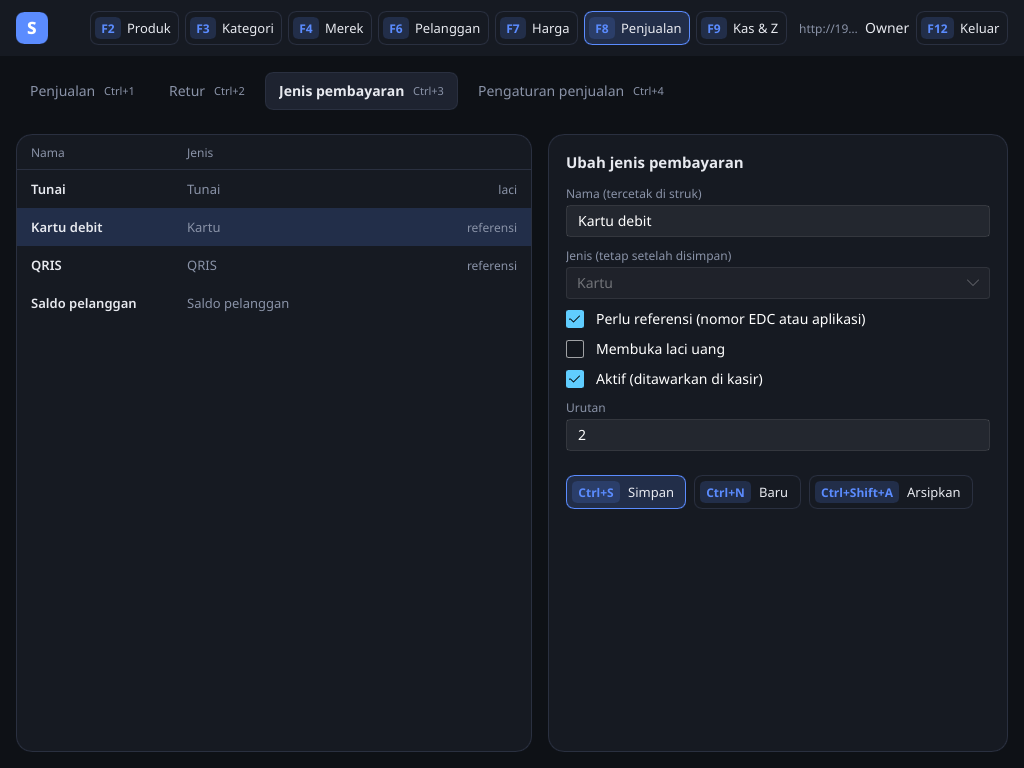 S F2 Produk F3 Kategori F4 Merek F6 Pelanggan F7 Harga F8 Penjualan F9 Kas & Z http://19... Owner F12 Keluar
Penjualan Ctrl+1 Retur Ctrl+2 Jenis pembayaran Ctrl+3 Pengaturan penjualan Ctrl+4
Nama Jenis
Tunai Tunai laci
Kartu debit Kartu referensi
QRIS QRIS referensi
Saldo pelanggan Saldo pelanggan
Ubah jenis pembayaran
Nama (tercetak di struk)
Kartu debit
Jenis (tetap setelah disimpan)
Kartu
Perlu referensi (nomor EDC atau aplikasi)
Membuka laci uang
Aktif (ditawarkan di kasir)
Urutan
2
Ctrl+S Simpan Ctrl+N Baru Ctrl+Shift+A Arsipkan